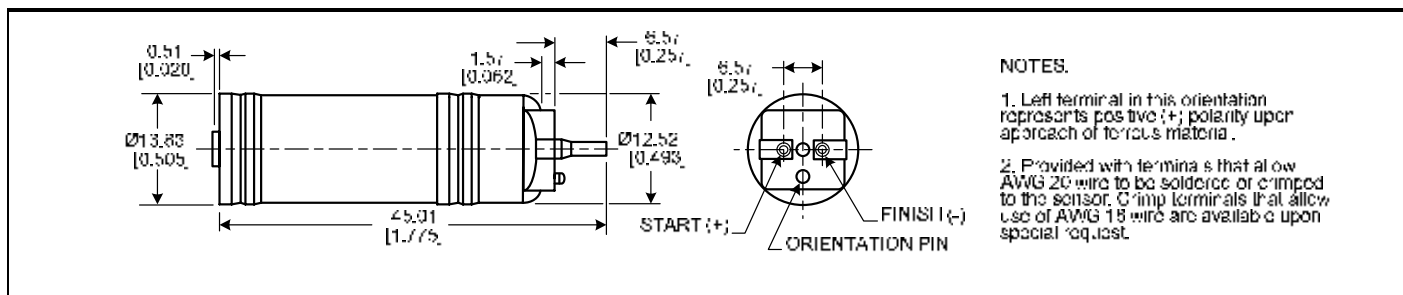 0.51
[0.020]
1.57
[0.062]
6.57
[0.257]
Ø13.83
[0.505]
Ø12.52
[0.493]
45.01
[1.775]
6.57
[0.257]
START (+)
FINISH (-)
ORIENTATION PIN
NOTES.
1. Left terminal in this orientation
represents positive (+) polarity upon
approach of ferrous material.
2. Provided with terminals that allow
AWG 20 wire to be soldered or crimped
to the sensor. Crimp terminals that allow
use of AWG 18 wire are available upon
special request.